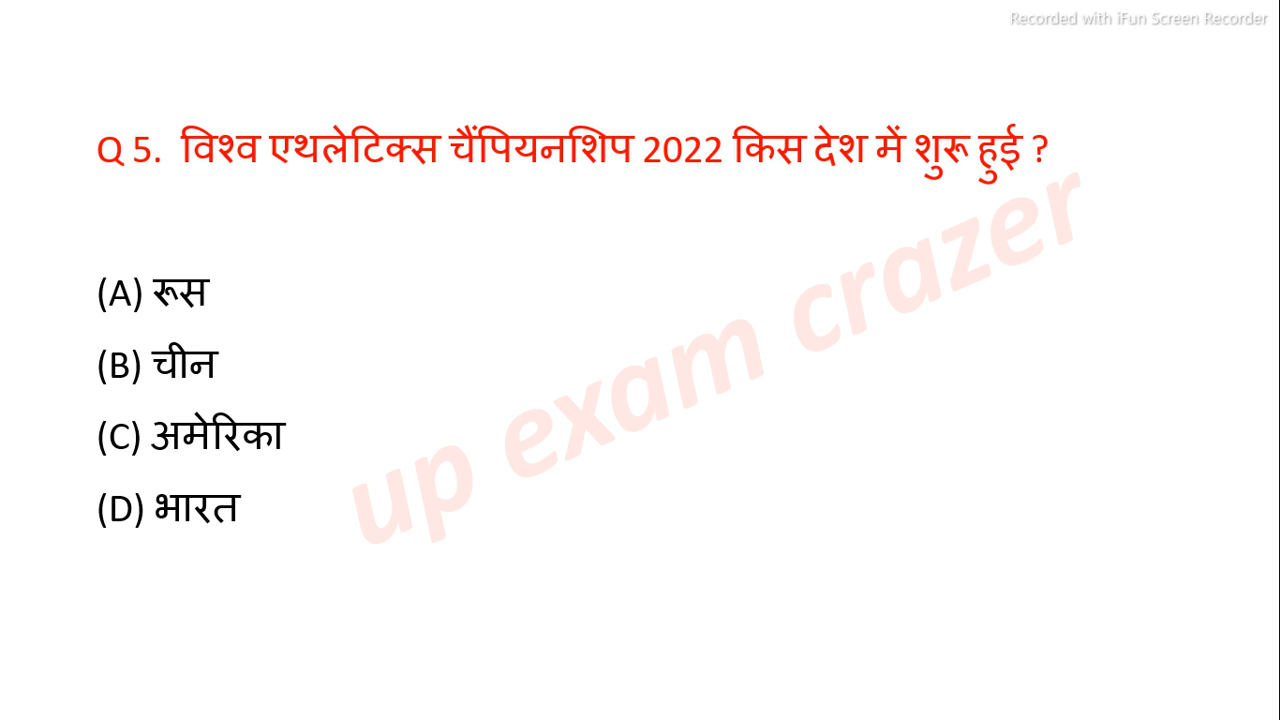 Recorded with iFun Screen Recorder
Q 5. विश्व एथलेटिक्स चैंपियनशिप 2022 किस देश में शुरू हुई ?
(A) रूस
(B) चीन
(C) अमेरिका
(D) भारत
up exam crazer